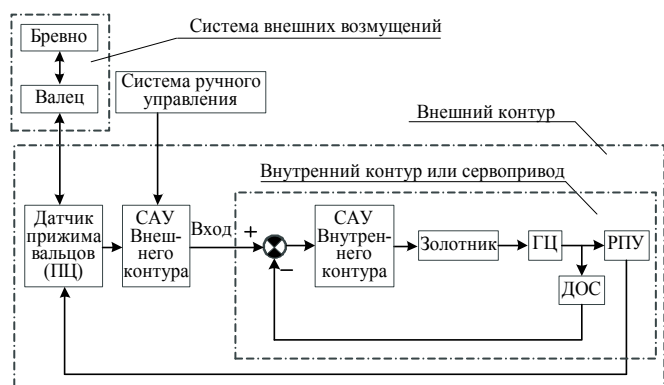 Бревно
Валец
Система внешних возмущений
Система ручного
управления
Внешний контур
Внутренний контур или сервопривод
Датчик
прижима
вальцов
(ПЦ)
САУ
Внеш-
него
контура
Вход
+
−
САУ
Внутрен-
него
контура
Золотник
ГЦ
РПУ
ДОС